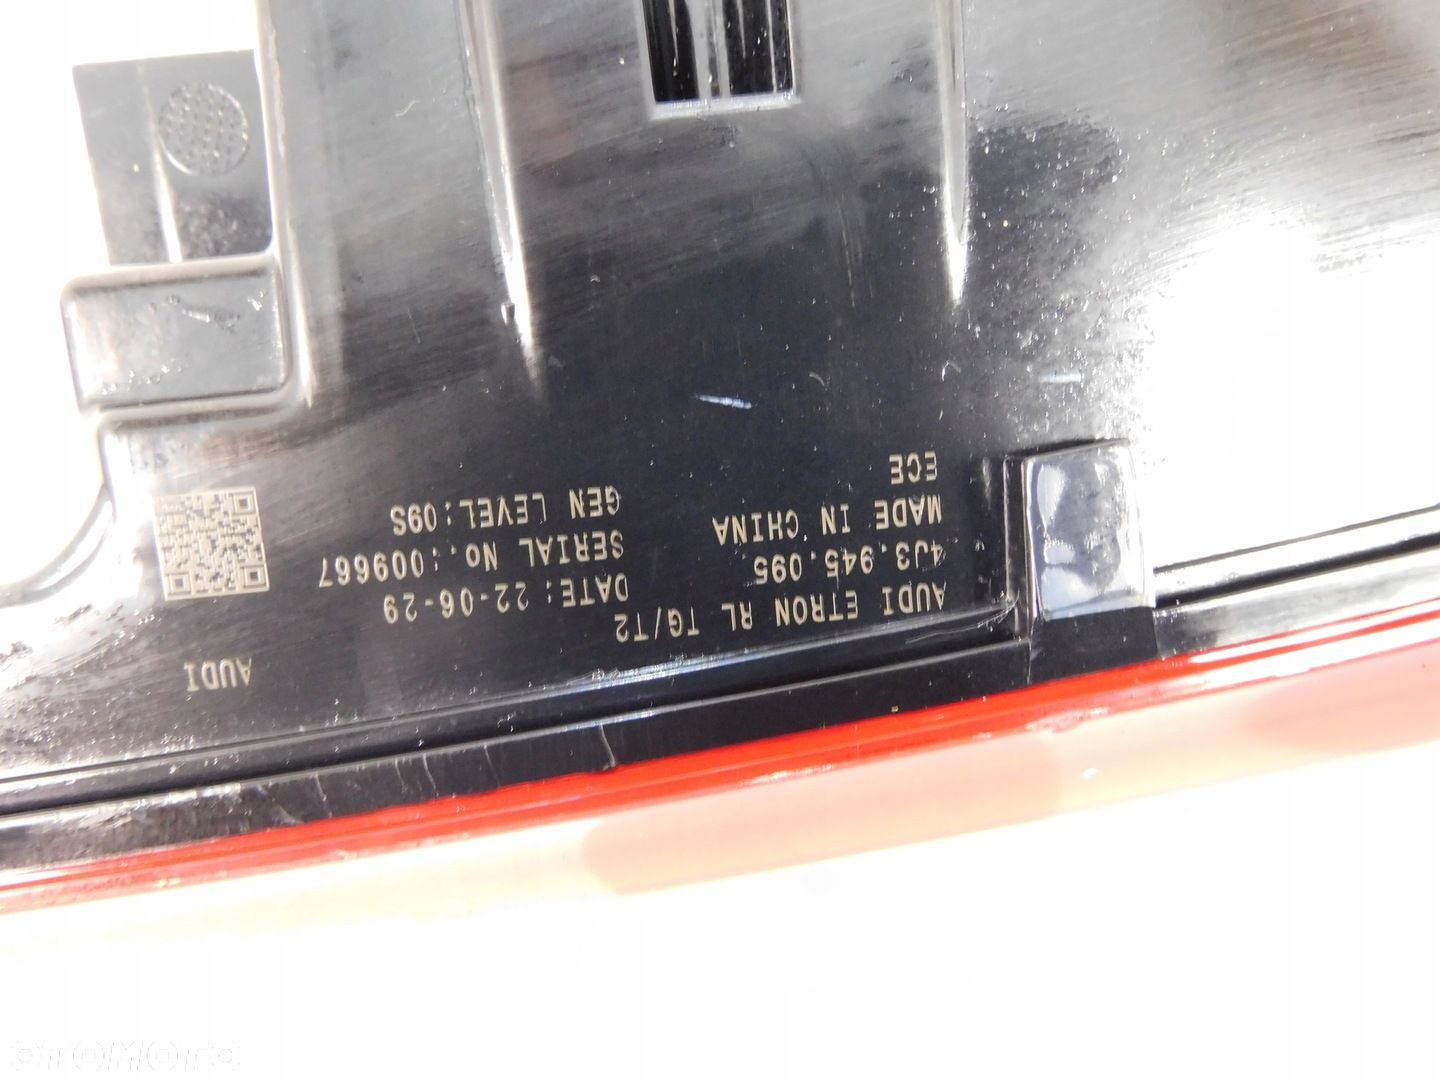 AUDI
AUDI ETRON RL TG/T2
4J3.945.095.
MADE IN CHINA
ECE
DATE: 22-06-29
SERIAL No.: 009667
GEN LEVEL: 09S
OTOMOTO